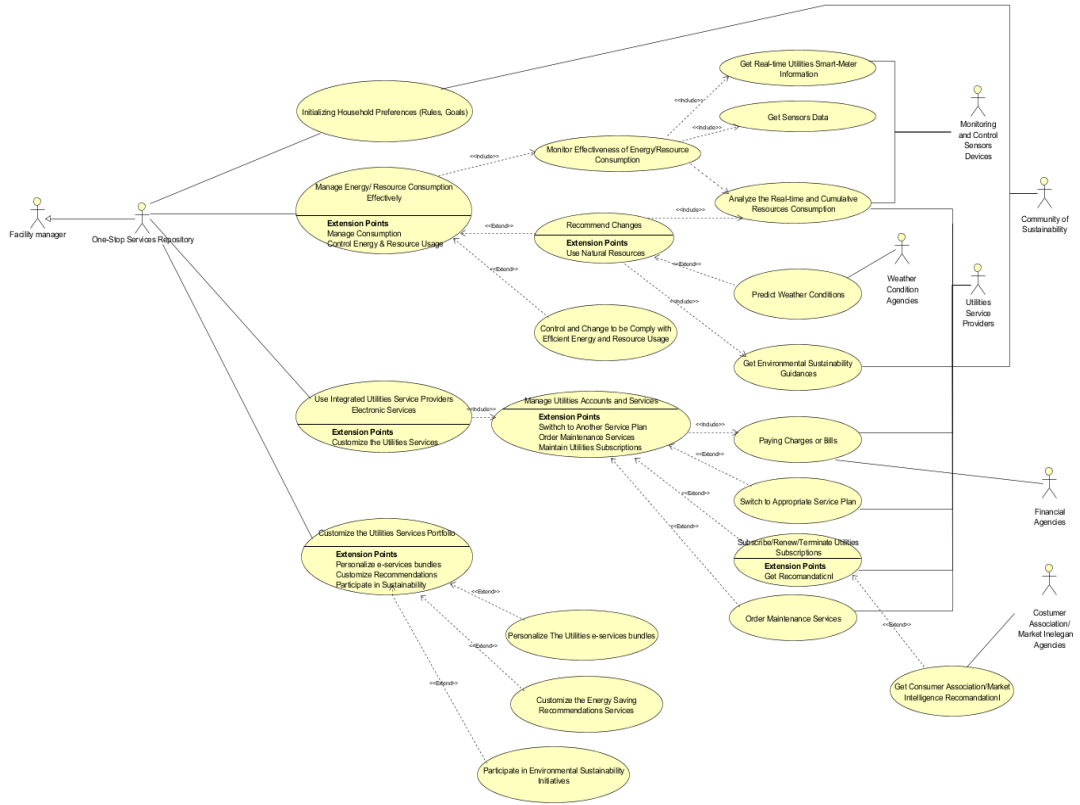 Get Real-time Utilities Smart-Meter
Information
<<Include>>
Initializing Household Preferences (Rules, Goals)
Get Sensors Data
<<Include>>
Monitoring
and Control
Sensors
Devices
Monitor Effectiveness of Energy/Resource
Consumption
<<Include>>
Manage Energy/ Resource Consumption
Effectively
Extension Points
Manage Consumption
Control Energy & Resource Usage
Analyze the Real-time and Cumulative
Resources Consumption
<<Include>>
Community of
Sustainability
Facility manager
One-Stop Services Repository
Recommend Changes
Extension Points
Use Natural Resources
<<Extend>>
<<Extend>>
<<Extend>>
Weather
Condition
Agencies
Predict Weather Conditions
<<Include>>
Utilities
Service
Providers
Control and Change to be Comply with
Efficient Energy and Resource Usage
Get Environmental Sustainability
Guidances
Use Integrated Utilities Service Providers
Electronic Services
Extension Points
Customize the Utilities Services
<<Include>>
Manage Utilities Accounts and Services
Extension Points
Swithch to Another Service Plan
Order Maintenance Services
Maintain Utilities Subscriptions
<<Include>>
Paying Charges or Bills
<<Extend>>
Switch to Appropriate Service Plan
<<Extend>>
Financial
Agencies
<<Extend>>
Subscribe/Renew/Terminate Utilities
Subscriptions
Extension Points
Get Recomandationl
Customize the Utilities Services Portfolio
Extension Points
Personalize e-services bundles
Customize Recommendations
Participate in Sustainability
<<Extend>>
Order Maintenance Services
<<Extend>>
Costumer
Association/
Market Inelegan
Agencies
Personalize The Utilities e-services bundles
<<Extend>>
<<Extend>>
Get Consumer Association/Market
Intelligence Recomandationl
Customize the Energy Saving
Recommendations Services
Participate in Environmental Sustainability
Initiatives